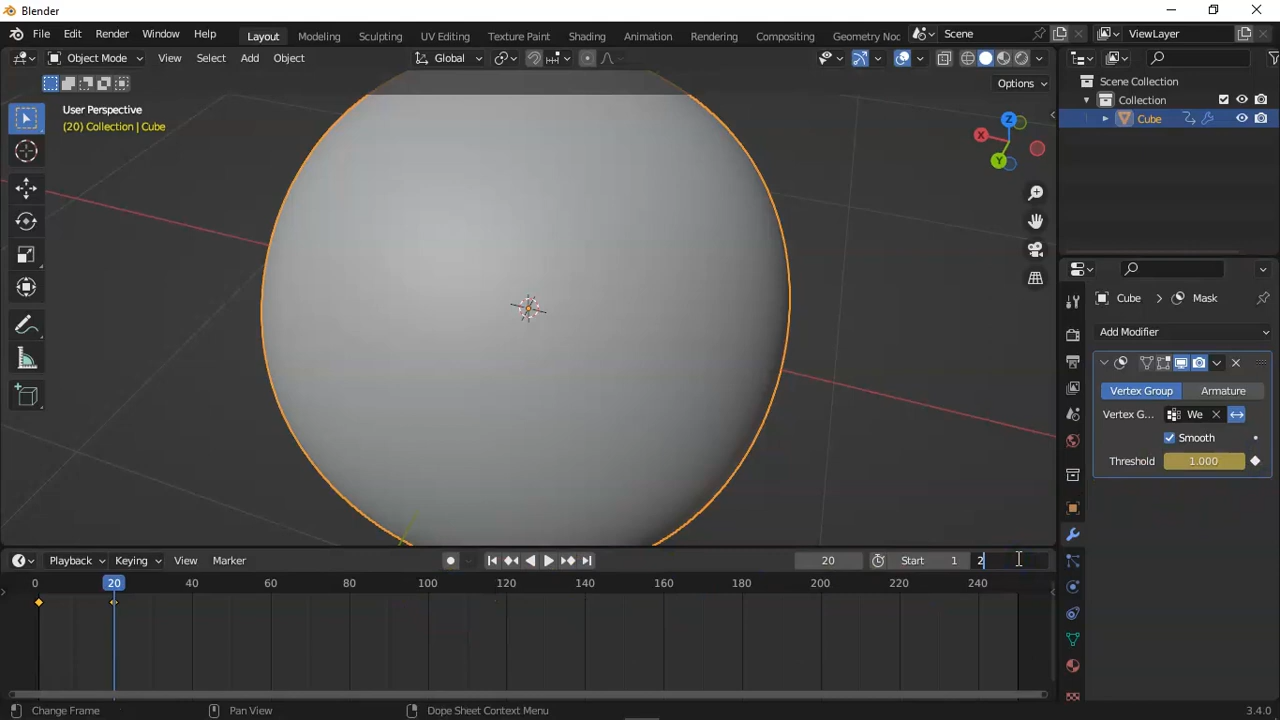 Blender
File Edit Render Window Help Layout Modeling Sculpting UV Editing Texture Paint Shading Animation Rendering Compositing Geometry Noc Scene ViewLayer
Object Mode View Select Add Object Global
Options
User Perspective
(20) Collection | Cube
Z
X
Y
Scene Collection
Collection
Cube
Cube > Mask
Add Modifier
Vertex Group Armature
Vertex G... We
Smooth
Threshold 1.000
Playback Keying View Marker 20 Start 1 2
0 20 40 60 80 100 120 140 160 180 200 220 240
Change Frame Pan View Dope Sheet Context Menu 3.4.0